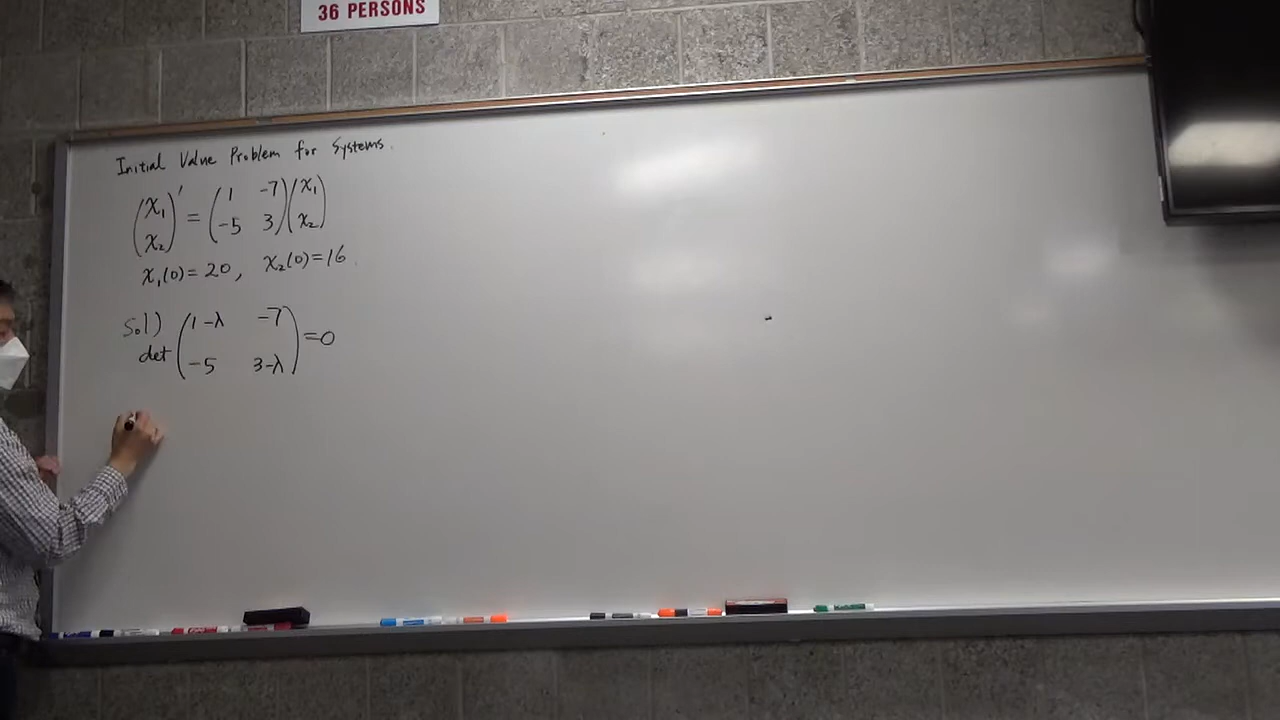 36 PERSONS
Initial Value Problem for Systems.
(x₁ x₂)' = (1 -7 -5 3)(x₁ x₂)
x₁(0)=20, x₂(0)=16.
Sol)
det (1-λ -7 -5 3-λ) =0